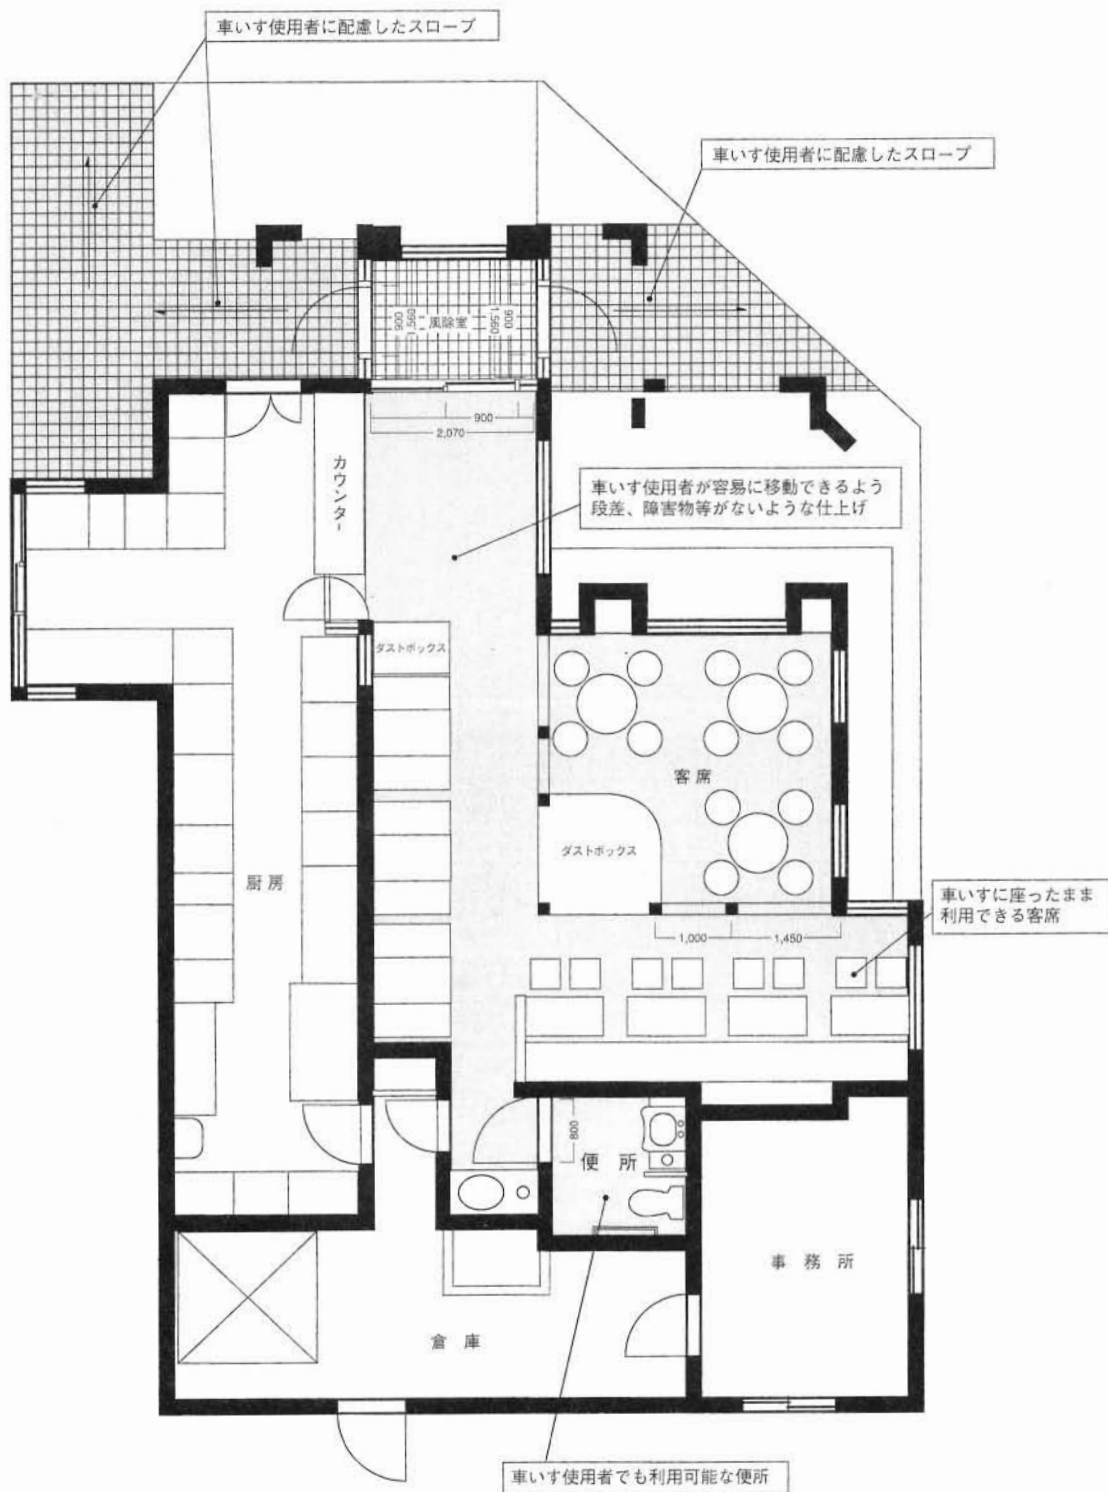 車いす使用者に配慮したスロープ
車いす使用者に配慮したスロープ
900
1,560
風除室
1,560
900
900
2,070
カウンター
車いす使用者が容易に移動できるよう
段差、障害物等がないような仕上げ
ダストボックス
客席
ダストボックス
厨房
車いすに座ったまま
利用できる客席
1,000
1,450
800
便所
事務所
倉庫
車いす使用者でも利用可能な便所